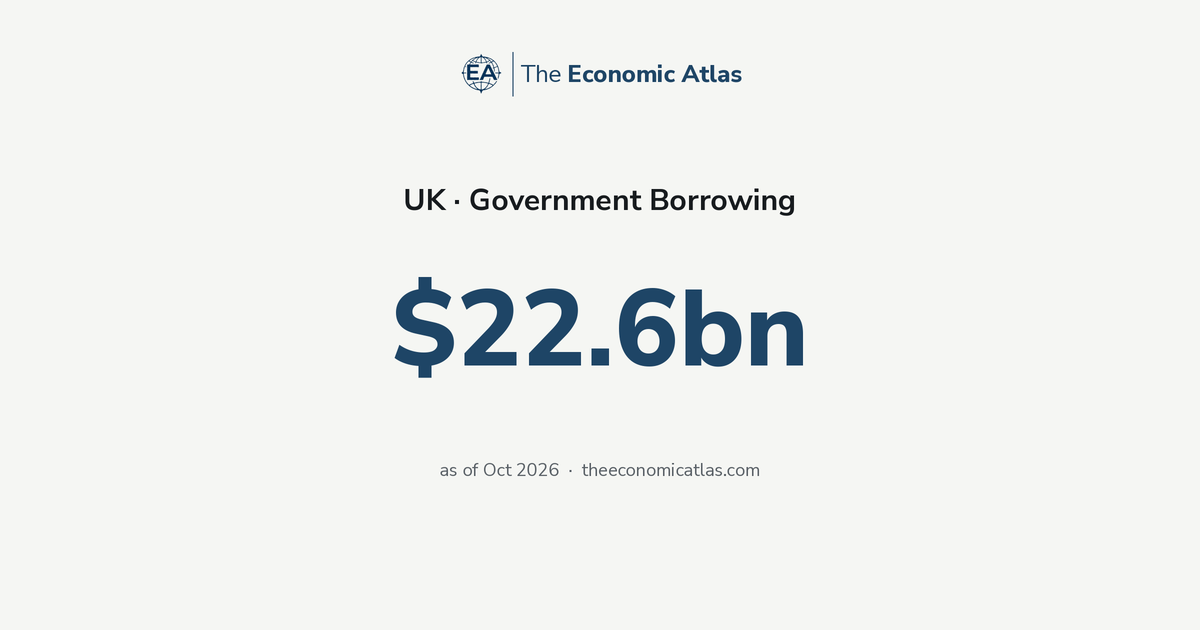 EA The Economic Atlas
UK · Government Borrowing
$22.6bn
as of Oct 2026 · theeconomicatlas.com